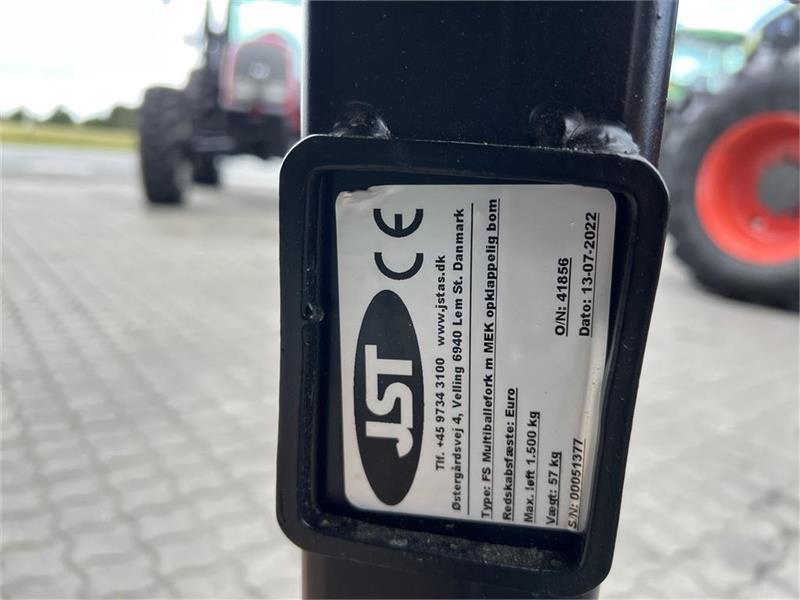 JST CE
Tlf. +45 9734 3100 www.jstas.dk
Østergårdsvej 4, Velling 6940 Lem St. Danmark
Type: FS Multiballefork m MEK opklappelig bom
Redskabsfæste: Euro
Max. løft 1.500 kg O/N: 41856
Vægt: 57 kg Dato: 13-07-2022
S/N: 00051377